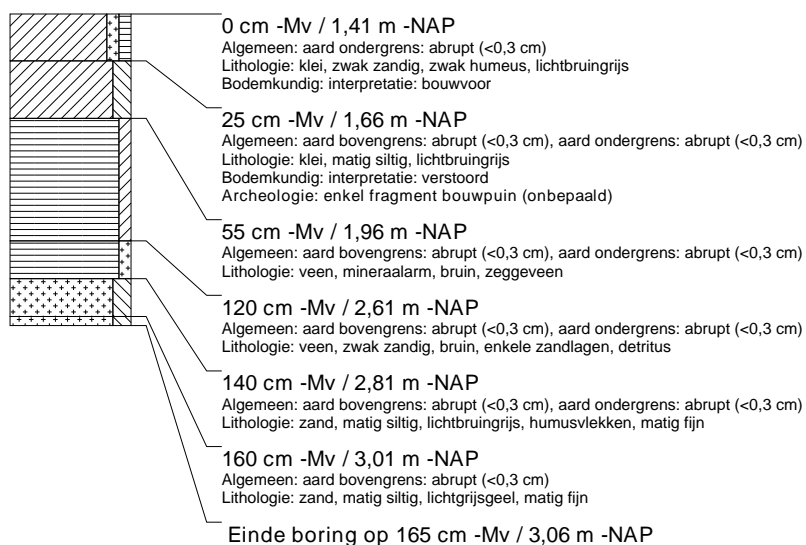 0 cm -Mv / 1,41 m -NAP
Algemeen: aard ondergrens: abrupt (<0,3 cm)
Lithologie: klei, zwak zandig, zwak humeus, lichtbruingrijs
Bodemkundig: interpretatie: bouwvoor
25 cm -Mv / 1,66 m -NAP
Algemeen: aard bovengrens: abrupt (<0,3 cm), aard ondergrens: abrupt (<0,3 cm)
Lithologie: klei, matig siltig, lichtbruingrijs
Bodemkundig: interpretatie: verstoord
Archeologie: enkel fragment bouwpuin (onbepaald)
55 cm -Mv / 1,96 m -NAP
Algemeen: aard bovengrens: abrupt (<0,3 cm), aard ondergrens: abrupt (<0,3 cm)
Lithologie: veen, mineraalarm, bruin, zeggeveen
120 cm -Mv / 2,61 m -NAP
Algemeen: aard bovengrens: abrupt (<0,3 cm), aard ondergrens: abrupt (<0,3 cm)
Lithologie: veen, zwak zandig, bruin, enkele zandlagen, detritus
140 cm -Mv / 2,81 m -NAP
Algemeen: aard bovengrens: abrupt (<0,3 cm), aard ondergrens: abrupt (<0,3 cm)
Lithologie: zand, matig siltig, lichtbruingrijs, humusvlekken, matig fijn
160 cm -Mv / 3,01 m -NAP
Algemeen: aard bovengrens: abrupt (<0,3 cm)
Lithologie: zand, matig siltig, lichtgrijsgeel, matig fijn
Einde boring op 165 cm -Mv / 3,06 m -NAP